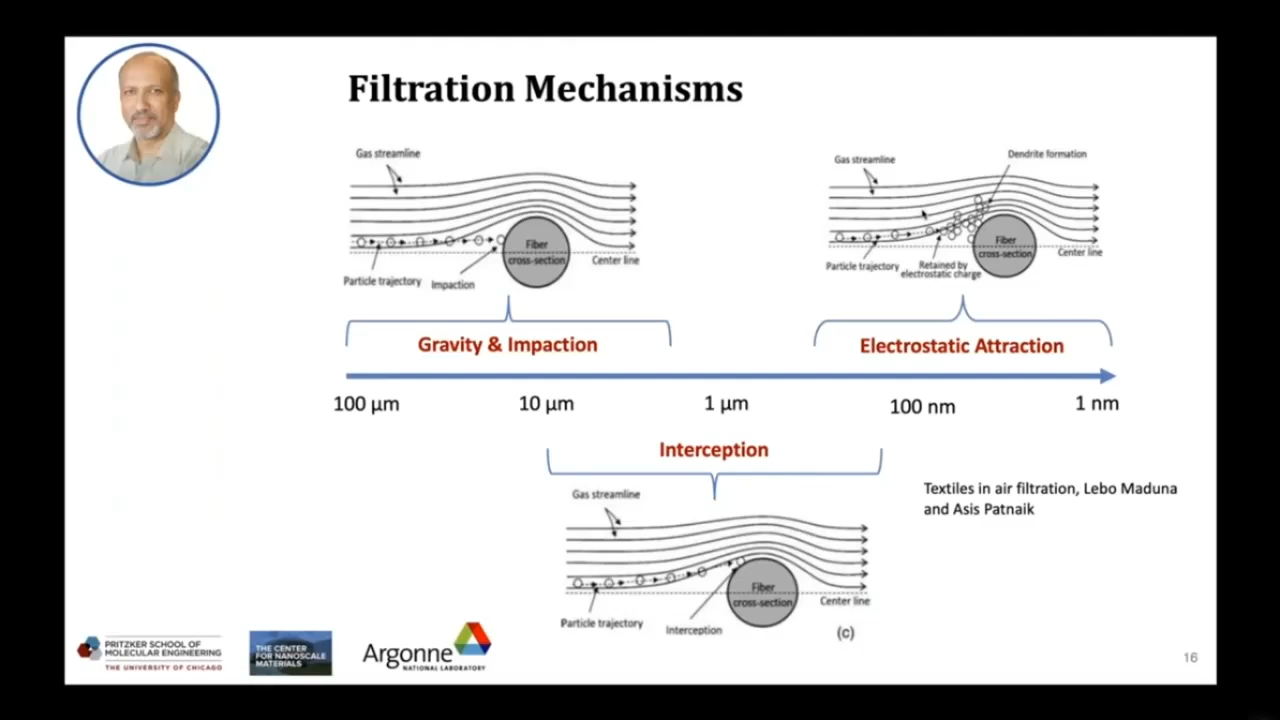 Filtration Mechanisms
Gas streamline
Fiber
cross-section
Center line
Particle trajectory
Impaction
Gas streamline
Dendrite formation
Fiber
cross-section
Center line
Particle trajectory
Retained by
electrostatic charge
Gravity & Impaction
Electrostatic Attraction
100 µm
10 µm
1 µm
100 nm
1 nm
Interception
Gas streamline
Fiber
cross-section
Center line
Particle trajectory
Interception
(c)
Textiles in air filtration, Lebo Maduna
and Asis Patnaik
PRITZKER SCHOOL OF
MOLECULAR ENGINEERING
THE UNIVERSITY OF CHICAGO
THE CENTER
FOR NANOSCALE
MATERIALS
Argonne
NATIONAL LABORATORY
16